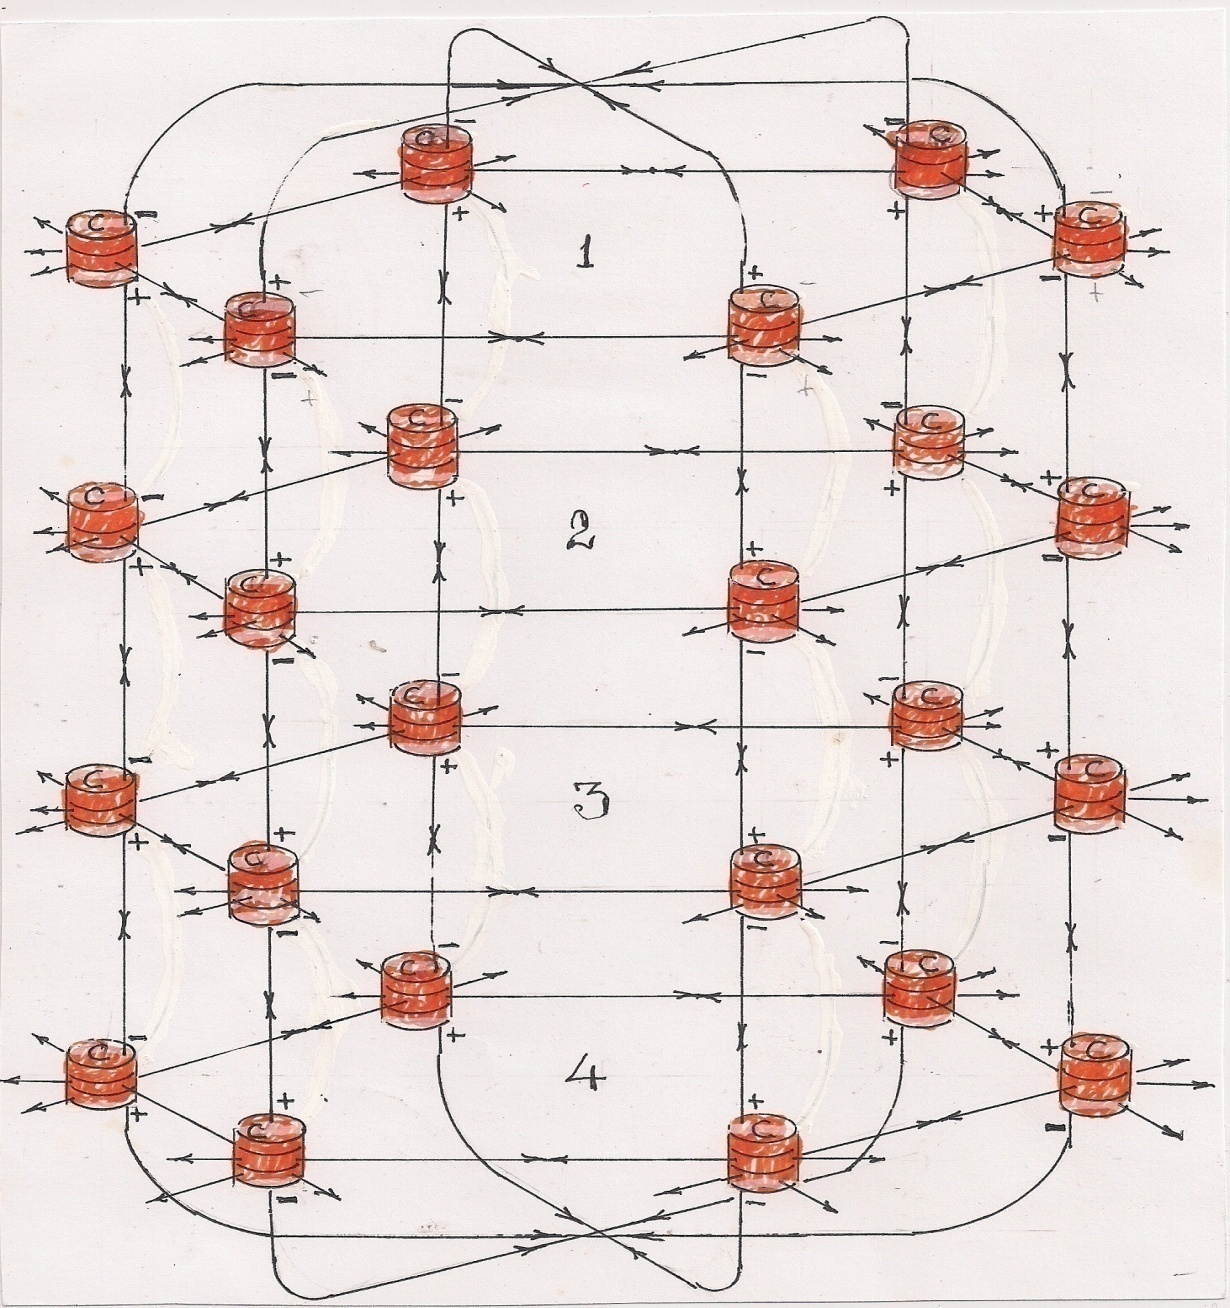 − −
C C
− + + + C
C
1
+ + −
+
C C
− −
− −
C C
+ + +
− C C
2
+ + −
+ +
C C
− −
− −
C C
− + + +
C C
3
+ + + + −
C C
− −
− −
C C
− + + +
C C
4
+ + + −
C C
− −